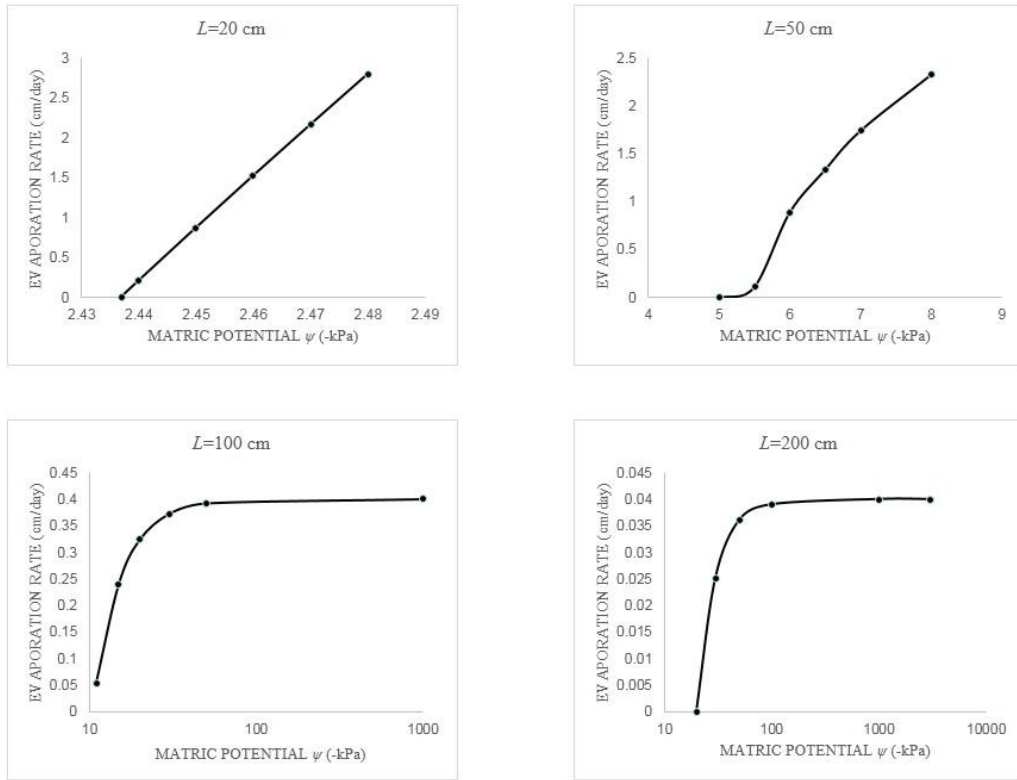 L=20 cm
EV APORATION RATE (cm/day)
3
2.5
2
1.5
1
0.5
0
2.43 2.44 2.45 2.46 2.47 2.48 2.49
MATRIC POTENTIAL ψ (-kPa)
L=50 cm
EV APORATION RATE (cm/day)
2.5
2
1.5
1
0.5
0
4 5 6 7 8 9
MATRIC POTENTIAL ψ (-kPa)
L=100 cm
EV APORATION RATE (cm/day)
0.45
0.4
0.35
0.3
0.25
0.2
0.15
0.1
0.05
0
10 100 1000
MATRIC POTENTIAL ψ (-kPa)
L=200 cm
EV APORATION RATE (cm/day)
0.045
0.04
0.035
0.03
0.025
0.02
0.015
0.01
0.005
0
10 100 1000 10000
MATRIC POTENTIAL ψ (-kPa)